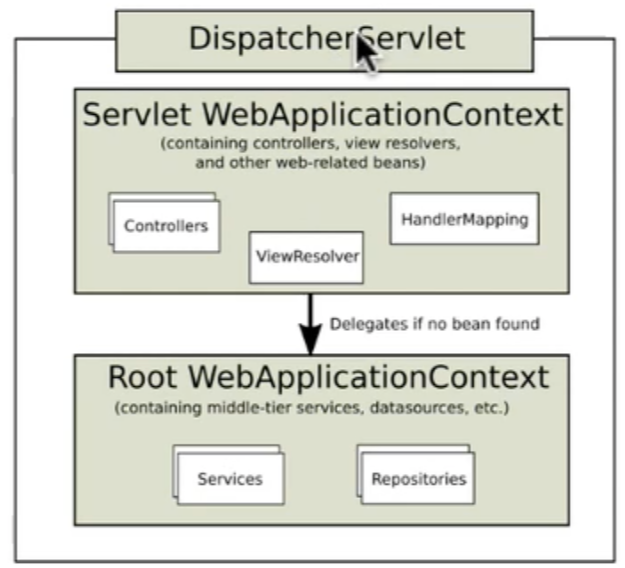 DispatcherServlet
Servlet WebApplicationContext
(containing controllers, view resolvers,
and other web-related beans)
Controllers
HandlerMapping
ViewResolver
Delegates if no bean found
Root WebApplicationContext
(containing middle-tier services, datasources, etc.)
Services
Repositories